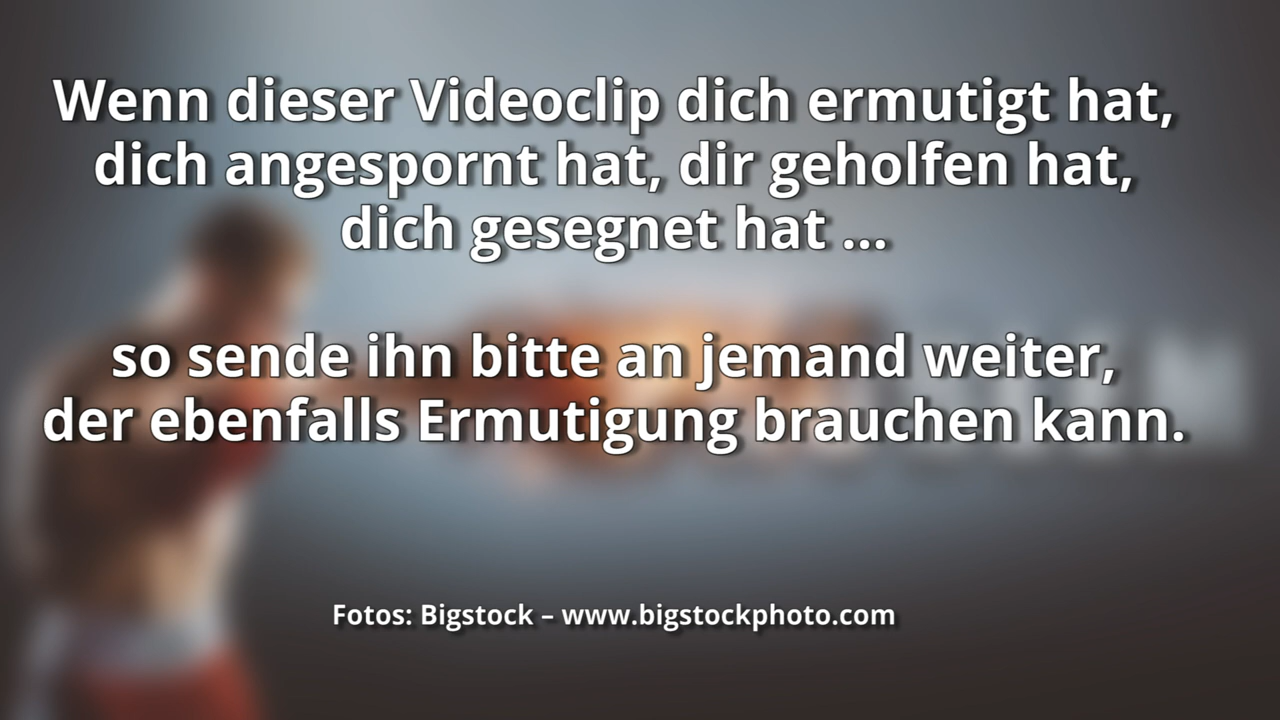 Wenn dieser Videoclip dich ermutigt hat,
dich angespornt hat, dir geholfen hat,
dich gesegnet hat ...
so sende ihn bitte an jemand weiter,
der ebenfalls Ermutigung brauchen kann.
Fotos: Bigstock – www.bigstockphoto.com